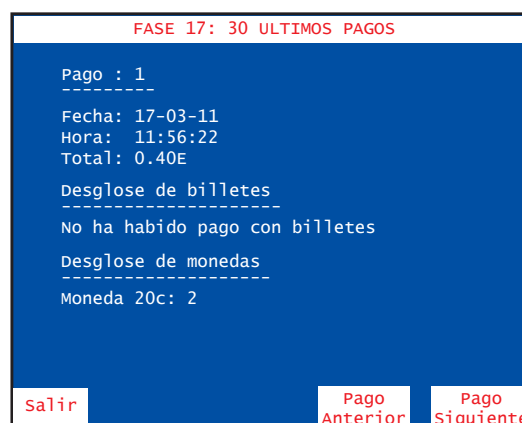 FASE 17: 30 ULTIMOS PAGOS
Pago : 1
---------
Fecha: 17-03-11
Hora: 11:56:22
Total: 0.40E
Desglose de billetes
---------------------
No ha habido pago con billetes
Desglose de monedas
--------------------
Moneda 20c: 2
Salir
Pago
Anterior
Pago
Siguiente